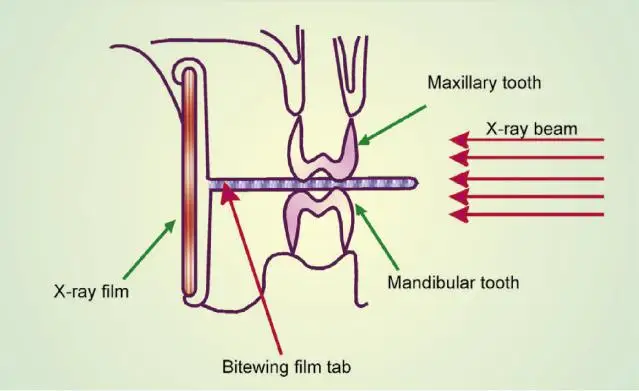 Maxillary tooth
X-ray beam
Mandibular tooth
X-ray film
Bitewing film tab